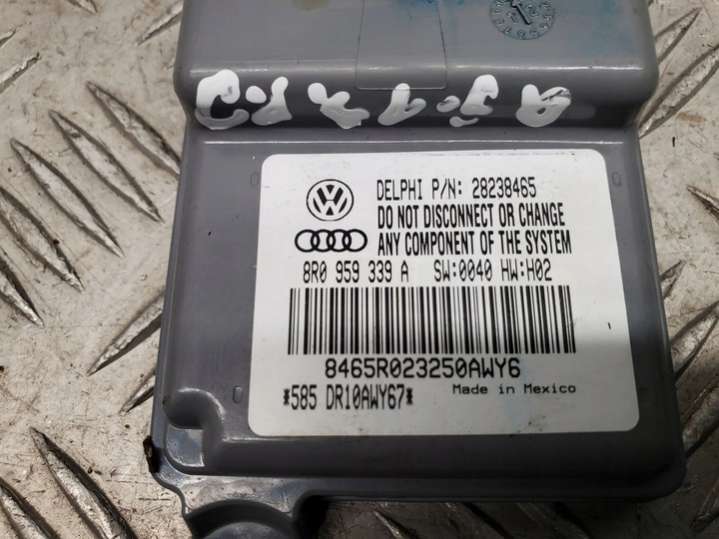 DELPHI P/N: 28238465
DO NOT DISCONNECT OR CHANGE
ANY COMPONENT OF THE SYSTEM
8R0 959 339 A SW:0040 HW:H02
8465R023250AWY6
*585 DR10AWY67* Made in Mexico